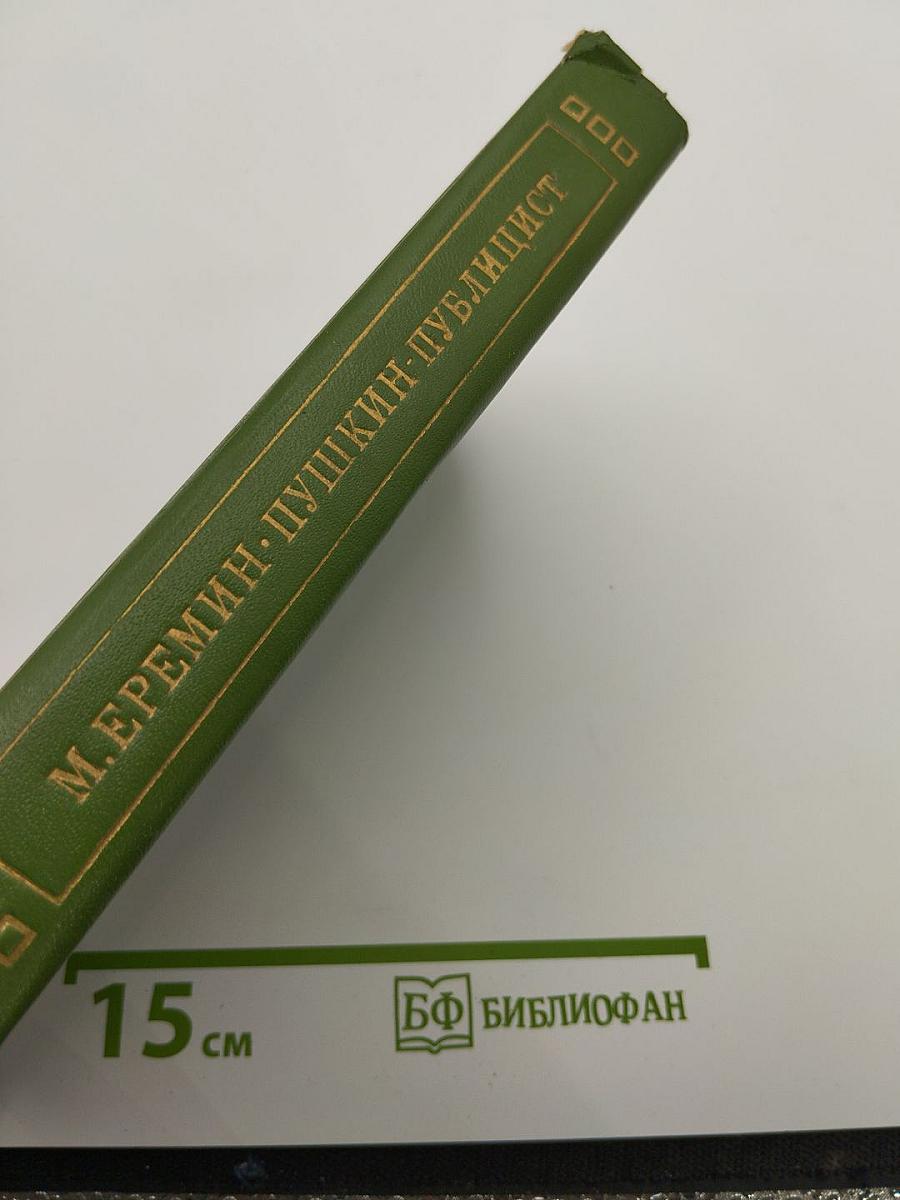 М. ЕРЕМИН · ПУШКИН-ПУБЛИЦИСТ
15 см
БФ БИБЛИОФАН